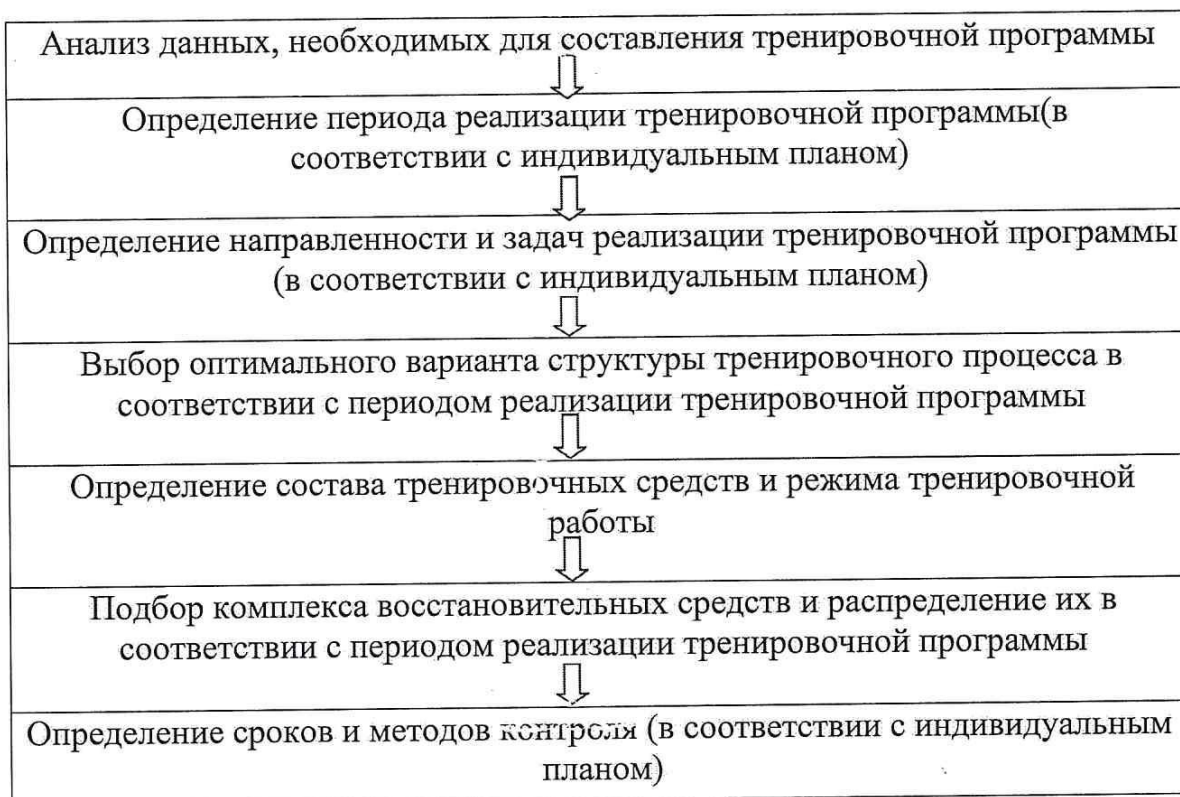 Анализ данных, необходимых для составления тренировочной программы
Определение периода реализации тренировочной программы(в
соответствии с индивидуальным планом)
Определение направленности и задач реализации тренировочной программы
(в соответствии с индивидуальным планом)
Выбор оптимального варианта структуры тренировочного процесса в
соответствии с периодом реализации тренировочной программы
Определение состава тренировочных средств и режима тренировочной
работы
Подбор комплекса восстановительных средств и распределение их в
соответствии с периодом реализации тренировочной программы
Определение сроков и методов контроля (в соответствии с индивидуальным
планом)